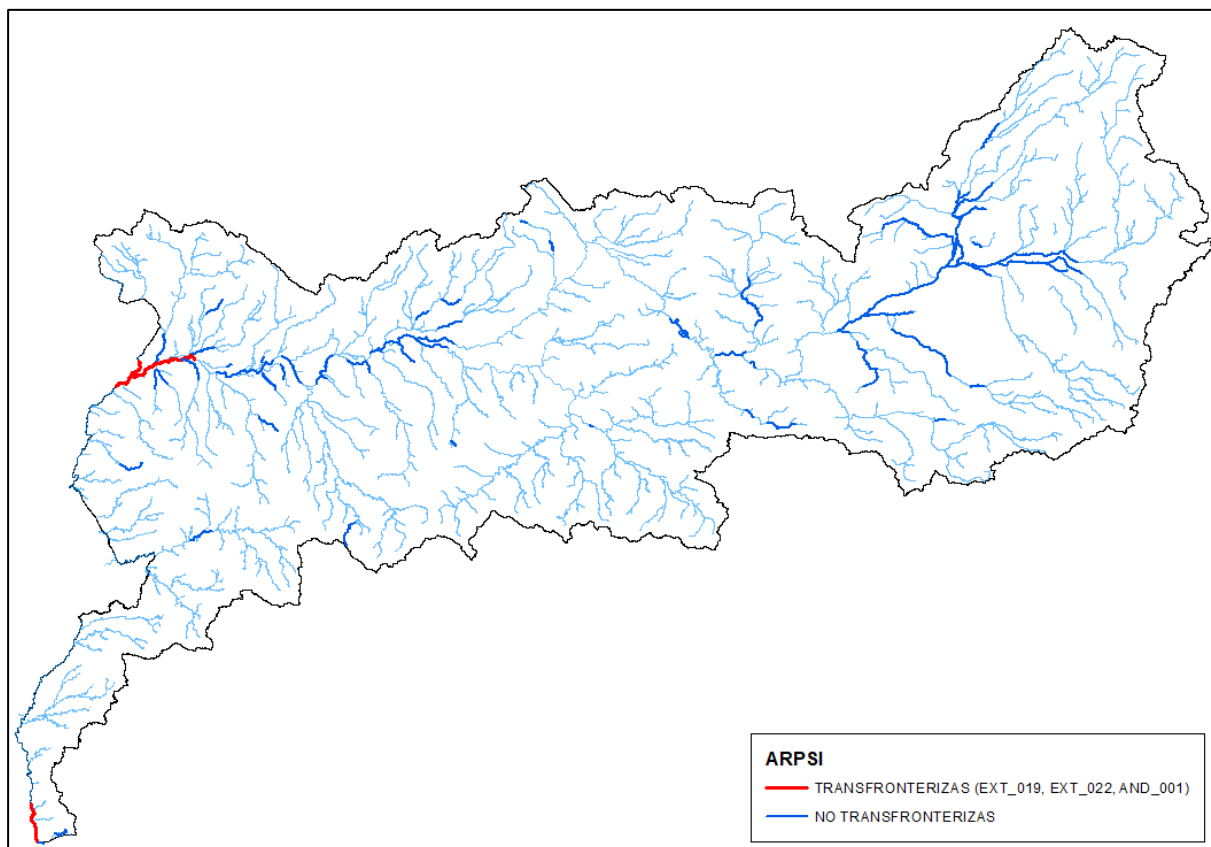 ARPSI
TRANSFRONTERIZAS (EXT_019, EXT_022, AND_001)
NO TRANSFRONTERIZAS